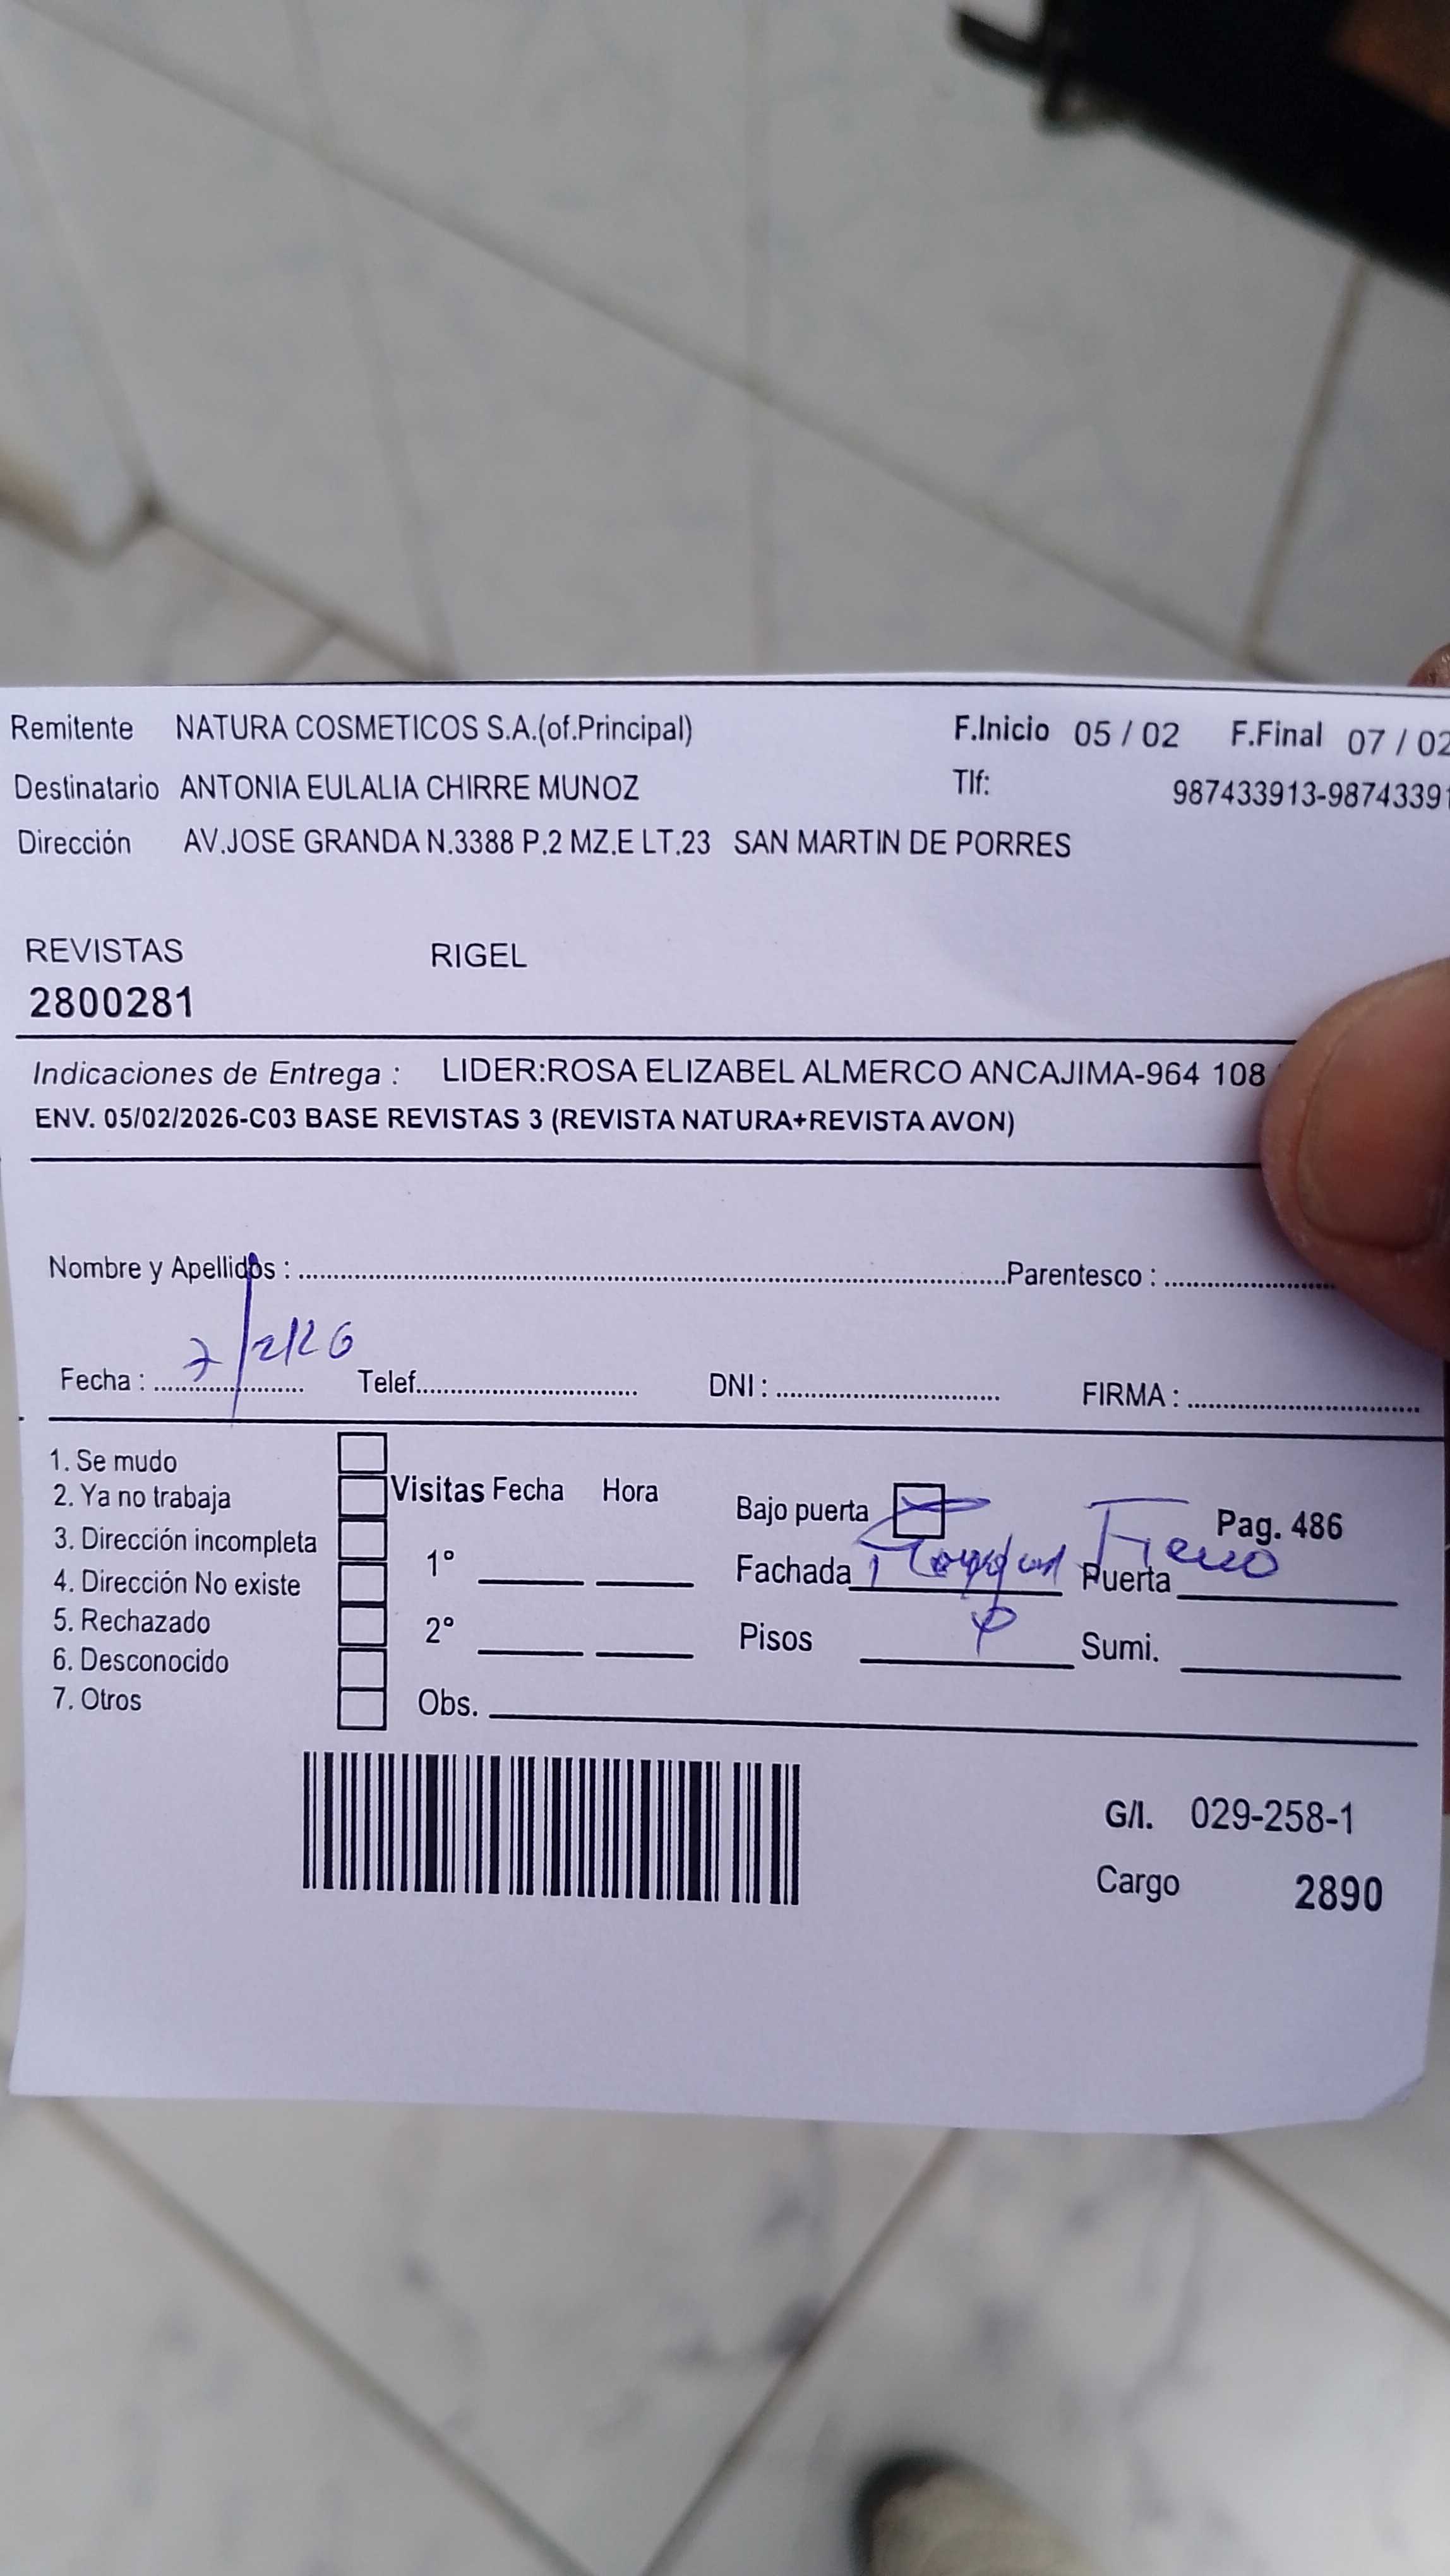 Remitente NATURA COSMETICOS S.A.(of.Principal) F.Inicio 05 / 02 F.Final 07 / 02
Destinatario ANTONIA EULALIA CHIRRE MUNOZ Tlf: 987433913-98743391
Dirección AV.JOSE GRANDA N.3388 P.2 MZ.E LT.23 SAN MARTIN DE PORRES
REVISTAS RIGEL
2800281
Indicaciones de Entrega : LIDER:ROSA ELIZABEL ALMERCO ANCAJIMA-964 108
ENV. 05/02/2026-C03 BASE REVISTAS 3 (REVISTA NATURA+REVISTA AVON)
Nombre y Apellidos : Parentesco :
Fecha : 7/2/26 Telef. DNI : FIRMA :
1. Se mudo
2. Ya no trabaja
3. Dirección incompleta
4. Dirección No existe
5. Rechazado
6. Desconocido
7. Otros
Visitas Fecha Hora
1°
2°
Obs.
Bajo puerta Pag. 486
Fachada Puerta Fierro
Pisos Sumi.
G/I. 029-258-1
Cargo 2890